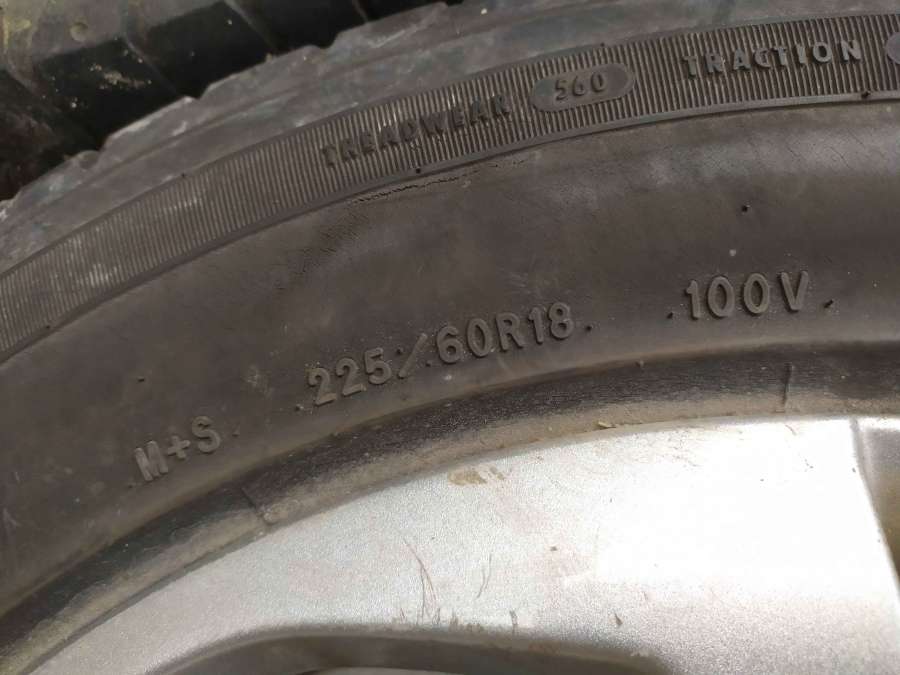 TREADWEAR 560 TRACTION
M+S 225/60R18 100V